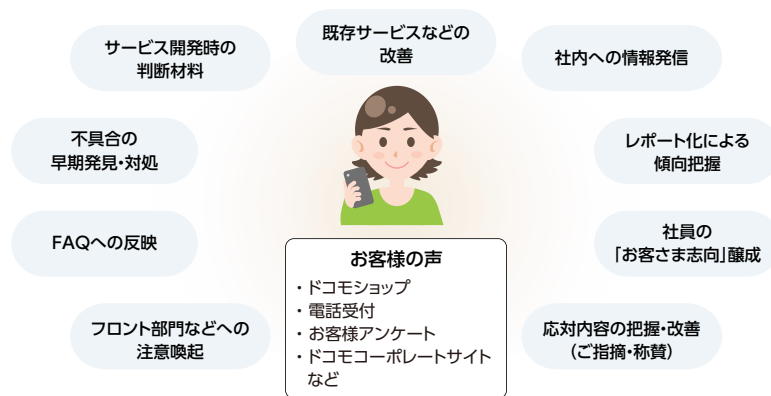 既存サービスなどの
改善
サービス開発時の
判断材料
社内への情報発信
不具合の
早期発見・対処
レポート化による
傾向把握
FAQへの反映
社員の
「お客さま志向」醸成
フロント部門などへの
注意喚起
応対内容の把握・改善
(ご指摘・称賛)
お客様の声
・ドコモショップ
・電話受付
・お客様アンケート
・ドコモコーポレートサイト
など